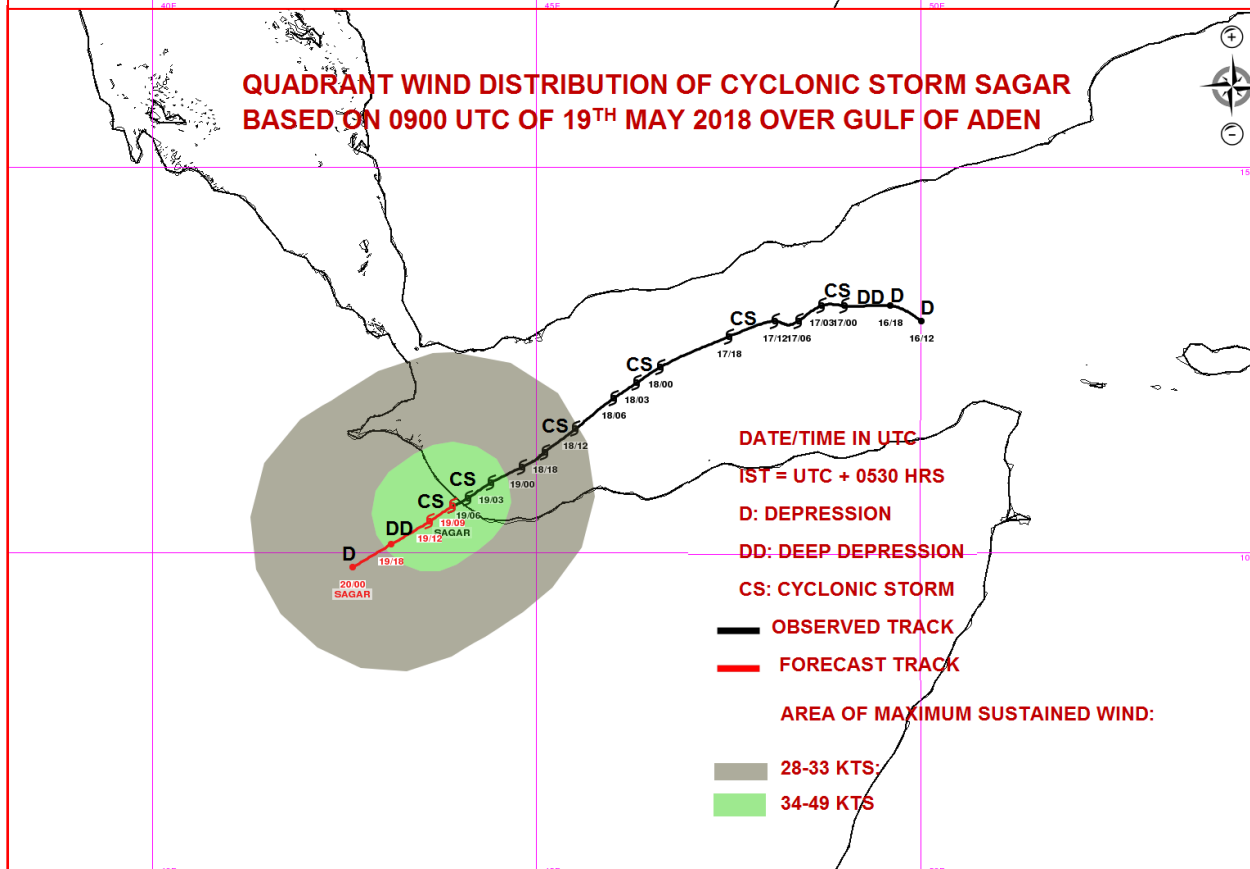 40E
45E
50E
QUADRANT WIND DISTRIBUTION OF CYCLONIC STORM SAGAR
BASED ON 0900 UTC OF 19TH MAY 2018 OVER GULF OF ADEN
15
CS
DD
D
D
17/03
17/00
16/18
16/12
CS
17/12
17/06
17/18
CS
18/00
18/03
18/06
CS
18/12
18/18
19/00
CS
19/03
19/06
CS
19/09
SAGAR
19/12
DD
19/18
D
20/00
SAGAR
DATE/TIME IN UTC
IST = UTC + 0530 HRS
D: DEPRESSION
DD: DEEP DEPRESSION
10
CS: CYCLONIC STORM
OBSERVED TRACK
FORECAST TRACK
AREA OF MAXIMUM SUSTAINED WIND:
28-33 KTS:
34-49 KTS